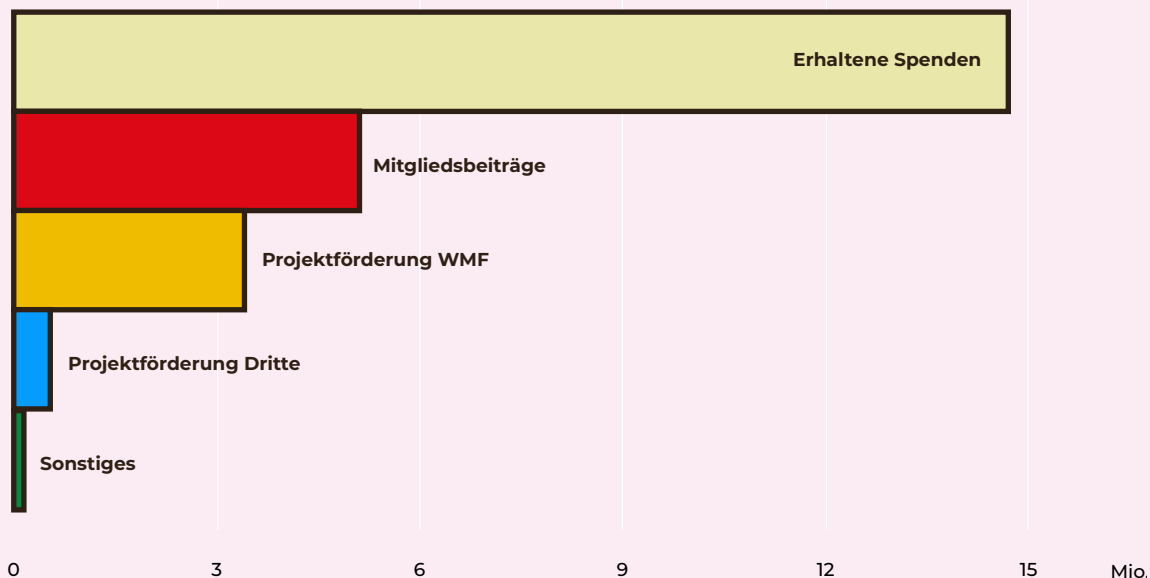 Erhaltene Spenden
Mitgliedsbeiträge
Projektförderung WMF
Projektförderung Dritte
Sonstiges
0 3 6 9 12 15 Mio.